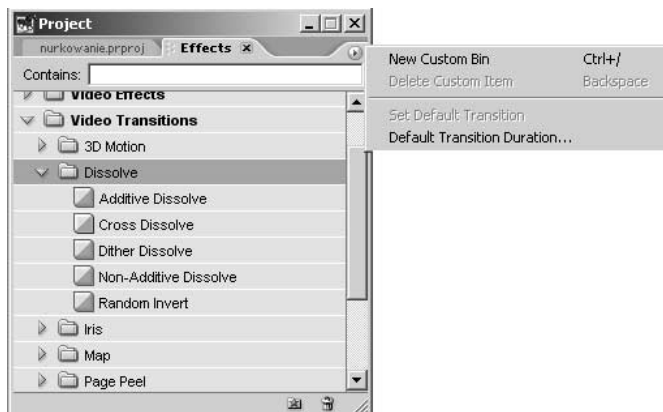 Project
nurkowanie.prproj
Effects
Contains:
Video Effects
Video Transitions
3D Motion
Dissolve
Additive Dissolve
Cross Dissolve
Dither Dissolve
Non-Additive Dissolve
Random Invert
Iris
Map
Page Peel
New Custom Bin Ctrl+/
Delete Custom Item Backspace
Set Default Transition
Default Transition Duration...